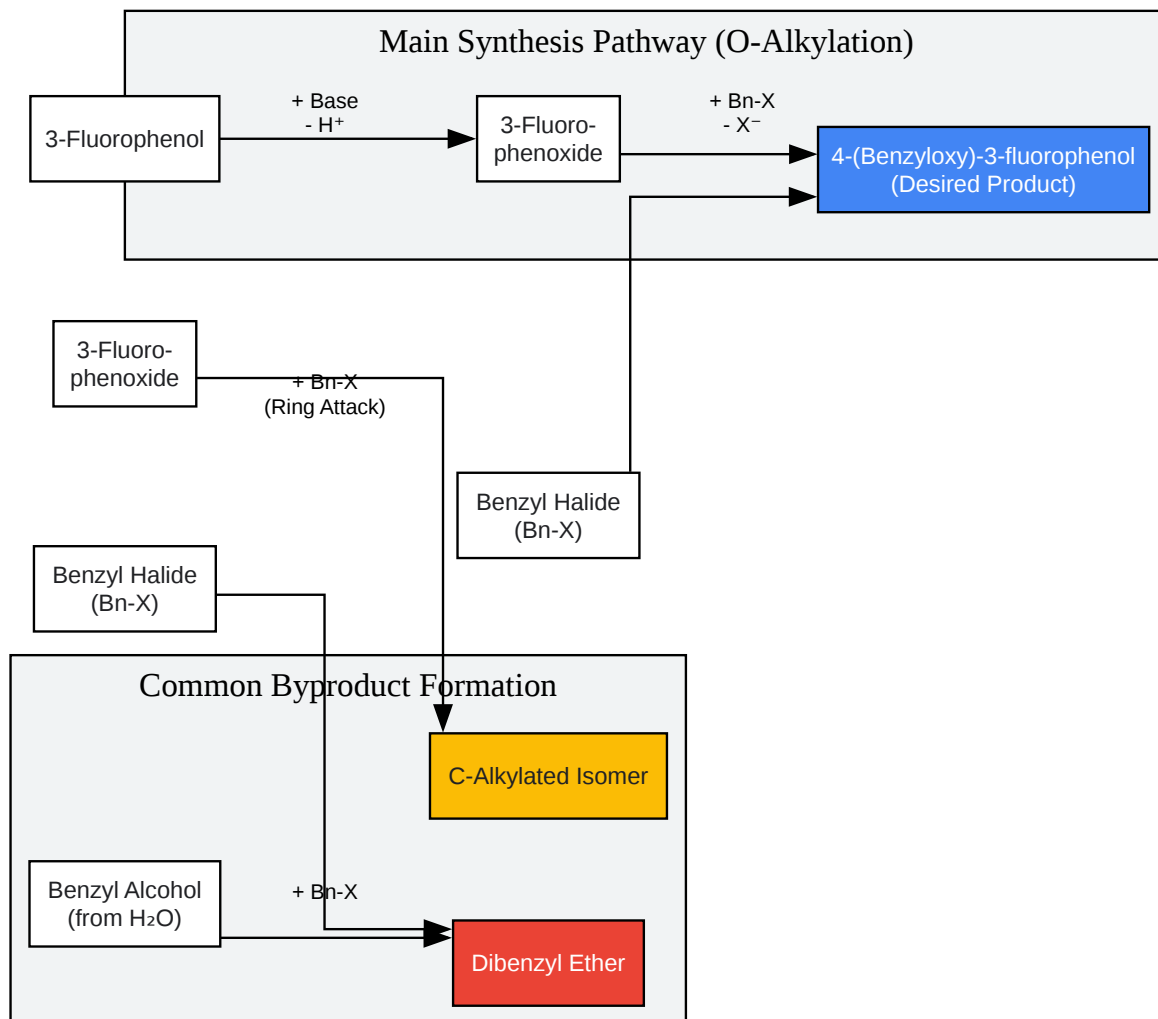 Main Synthesis Pathway (O-Alkylation)
3-Fluorophenol
+ Base
- H⁺
3-Fluoro-
phenoxide
+ Bn-X
- X⁻
4-(Benzyloxy)-3-fluorophenol
(Desired Product)
3-Fluoro-
phenoxide
+ Bn-X
(Ring Attack)
Benzyl Halide
(Bn-X)
Benzyl Halide
(Bn-X)
Common Byproduct Formation
C-Alkylated Isomer
Benzyl Alcohol
(from H₂O)
+ Bn-X
Dibenzyl Ether